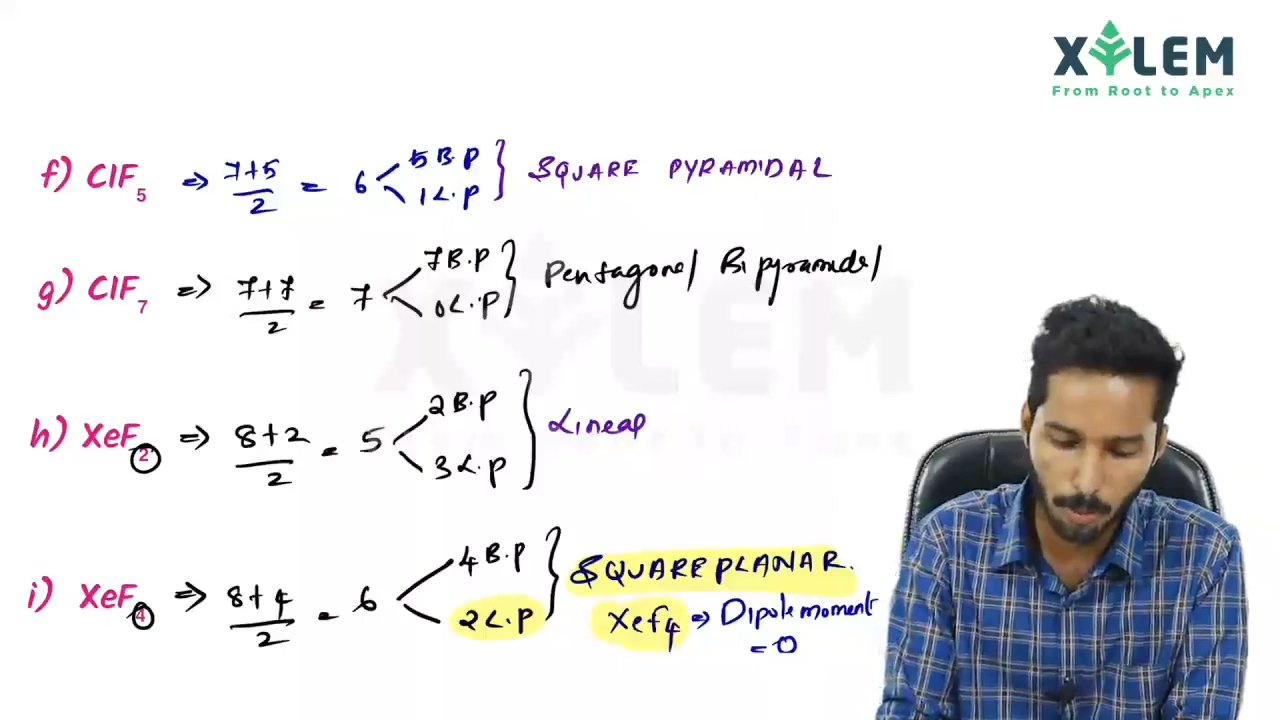 XYLEM
From Root to Apex
f) ClF5 => 7+5/2 = 6 < 5 B.P 1 L.P } SQUARE PYRAMIDAL
g) ClF7 => 7+7/2 = 7 < 7 B.P 0 L.P } Pentagonal Bipyramidal
h) XeF2 => 8+2/2 = 5 < 2 B.P 3 L.P } Linear
i) XeF4 => 8+4/2 = 6 < 4 B.P 2 L.P } SQUARE PLANAR.
XeF4 => Dipole moment
= 0